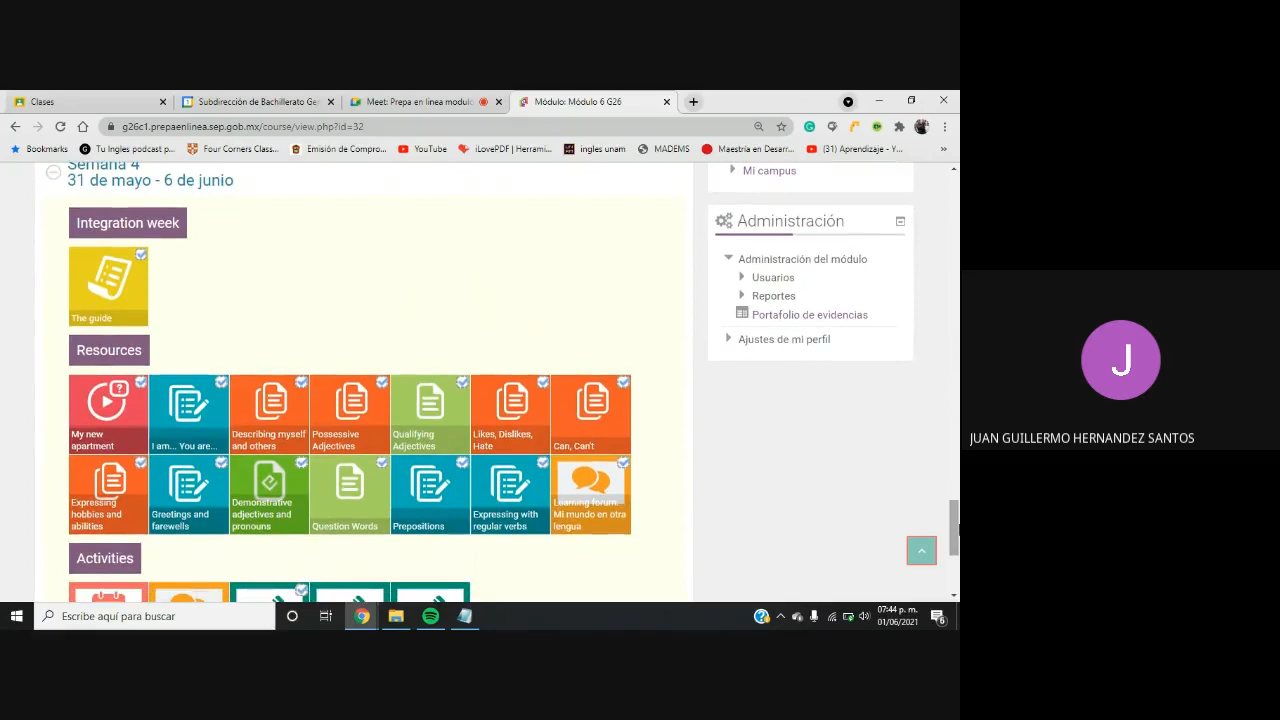 Clases
Subdirección de Bachillerato Ge
Meet: Prepa en linea modulo
Módulo: Módulo 6 G26
g26c1.prepaenlinea.sep.gob.mx/course/view.php?id=32
Bookmarks
Tu Ingles podcast p...
Four Corners Class...
Emisión de Compro...
YouTube
iLovePDF | Herrami...
ingles unam
MADEMS
Maestría en Desarr...
(31) Aprendizaje - Y...
Semana 4
31 de mayo - 6 de junio
Integration week
The guide
Resources
My new apartment
I am... You are...
Describing myself and others
Possessive Adjectives
Qualifying Adjectives
Likes, Dislikes, Hate
Can, Can't
Expressing hobbies and abilities
Greetings and farewells
Demonstrative adjectives and pronouns
Question Words
Prepositions
Expressing with regular verbs
Learning forum. Mi mundo en otra lengua
Activities
Mi campus
Administración
Administración del módulo
Usuarios
Reportes
Portafolio de evidencias
Ajustes de mi perfil
J
JUAN GUILLERMO HERNANDEZ SANTOS
Escribe aquí para buscar
07:44 p. m.
01/06/2021
6